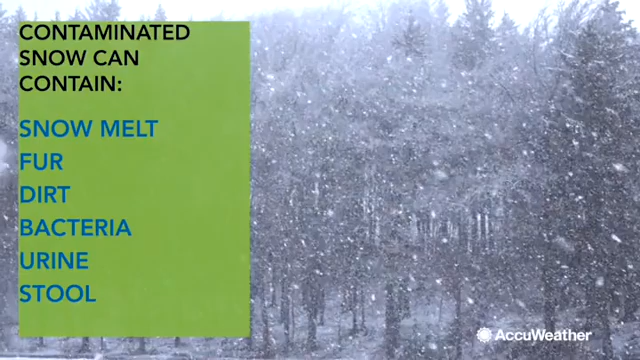 CONTAMINATED
SNOW CAN
CONTAIN:
SNOW MELT
FUR
DIRT
BACTERIA
URINE
STOOL
AccuWeather